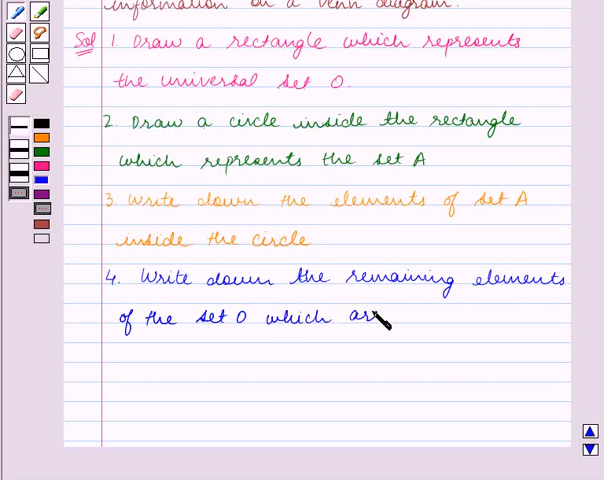 information on a Venn diagram.
Sol 1. Draw a rectangle which represents
the universal set O.
2. Draw a circle inside the rectangle
which represents the set A
3. Write down the elements of set A
inside the circle
4. Write down the remaining elements
of the set O which ar